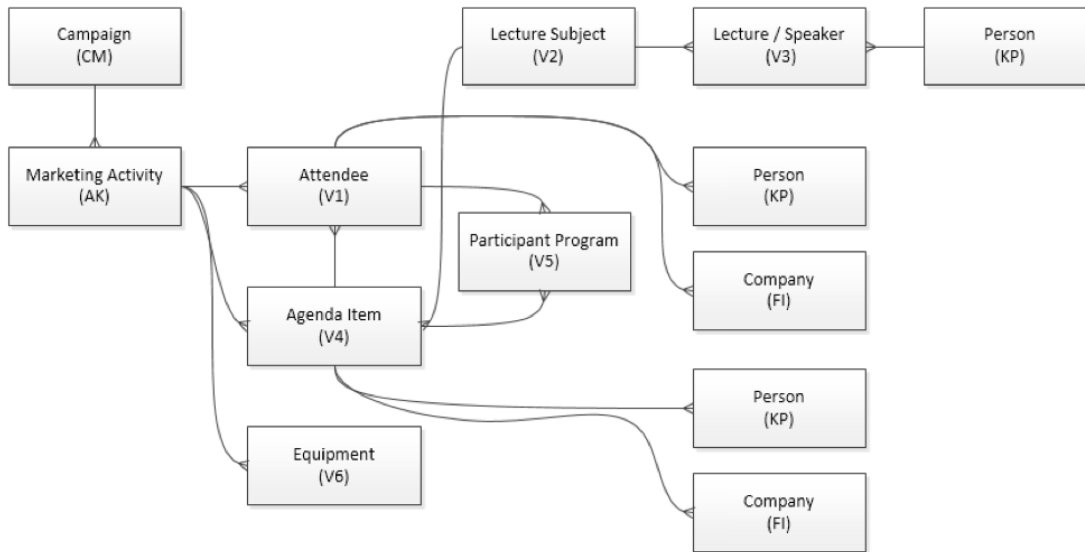 Campaign
(CM)
Lecture Subject
(V2)
Lecture / Speaker
(V3)
Person
(KP)
Marketing Activity
(AK)
Attendee
(V1)
Person
(KP)
Participant Program
(V5)
Company
(FI)
Agenda Item
(V4)
Person
(KP)
Equipment
(V6)
Company
(FI)